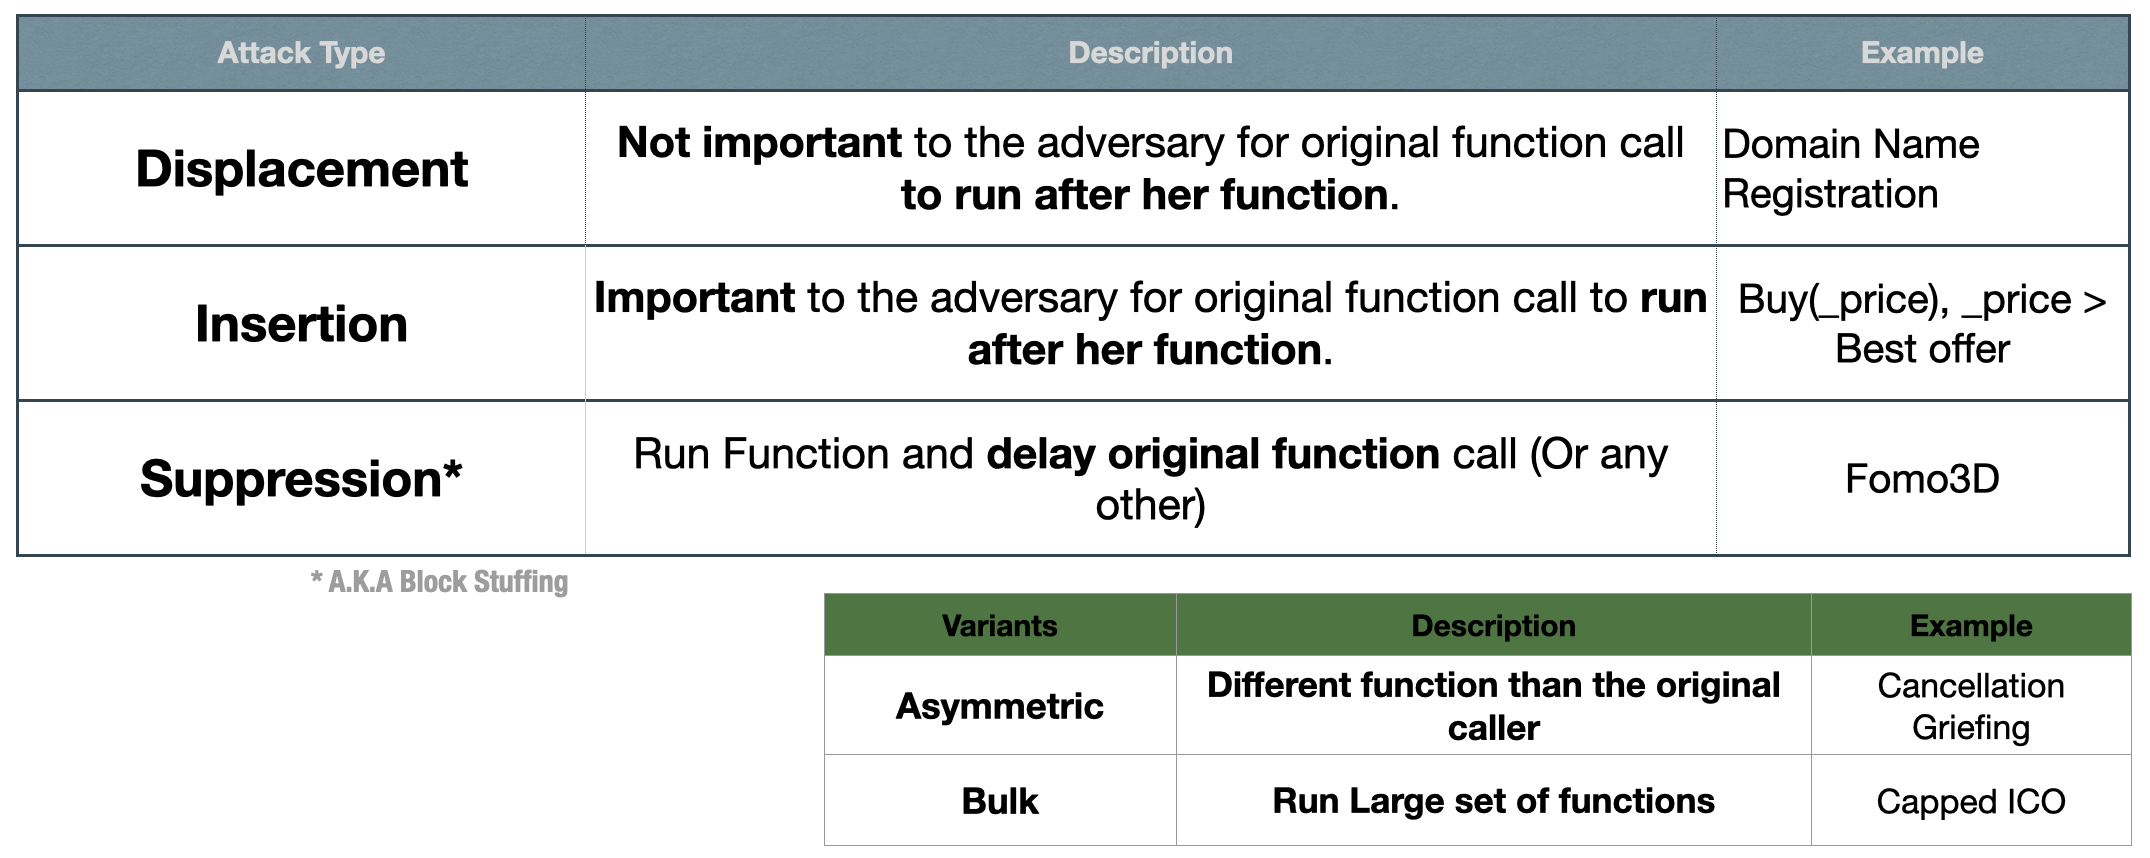 Attack Type Description Example
Displacement
Not important to the adversary for original function call
to run after her function.
Domain Name
Registration
Insertion
Important to the adversary for original function call to run
after her function.
Buy(_price), _price >
Best offer
Suppression*
Run Function and delay original function call (Or any
other)
Fomo3D
* A.K.A Block Stuffing
Variants Description Example
Asymmetric
Different function than the original
caller
Cancellation
Griefing
Bulk
Run Large set of functions
Capped ICO